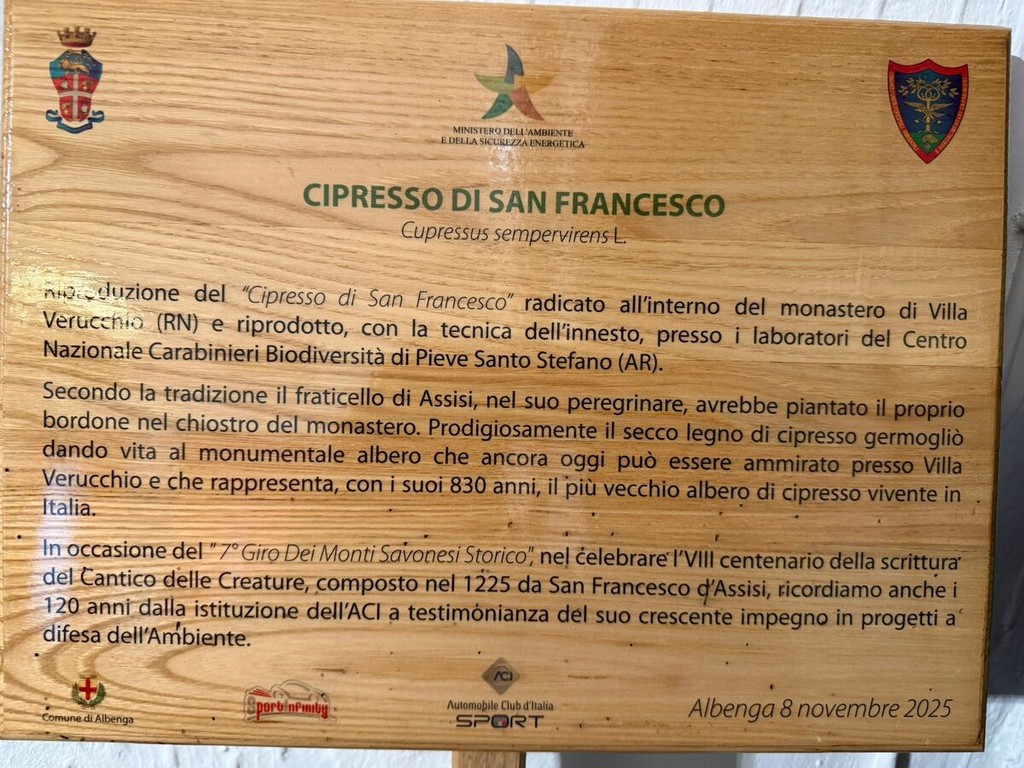 MINISTERO DELL'AMBIENTE
E DELLA SICUREZZA ENERGETICA
CIPRESSO DI SAN FRANCESCO
Cupressus sempervirens L.
Riproduzione del "Cipresso di San Francesco" radicato all'interno del monastero di Villa
Verucchio (RN) e riprodotto, con la tecnica dell'innesto, presso i laboratori del Centro
Nazionale Carabinieri Biodiversità di Pieve Santo Stefano (AR).
Secondo la tradizione il fraticello di Assisi, nel suo peregrinare, avrebbe piantato il proprio
bordone nel chiostro del monastero. Prodigiosamente il secco legno di cipresso germogliò
dando vita al monumentale albero che ancora oggi può essere ammirato presso Villa
Verucchio e che rappresenta, con i suoi 830 anni, il più vecchio albero di cipresso vivente in
Italia.
In occasione del "7° Giro Dei Monti Savonesi Storico", nel celebrare l'VIII centenario della scrittura
del Cantico delle Creature, composto nel 1225 da San Francesco d'Assisi, ricordiamo anche i
120 anni dalla istituzione dell'ACI a testimonianza del suo crescente impegno in progetti a
difesa dell'Ambiente.
Comune di Albenga
Sport Infinity
ACI
Automobile Club d'Italia
SPORT
Albenga 8 novembre 2025